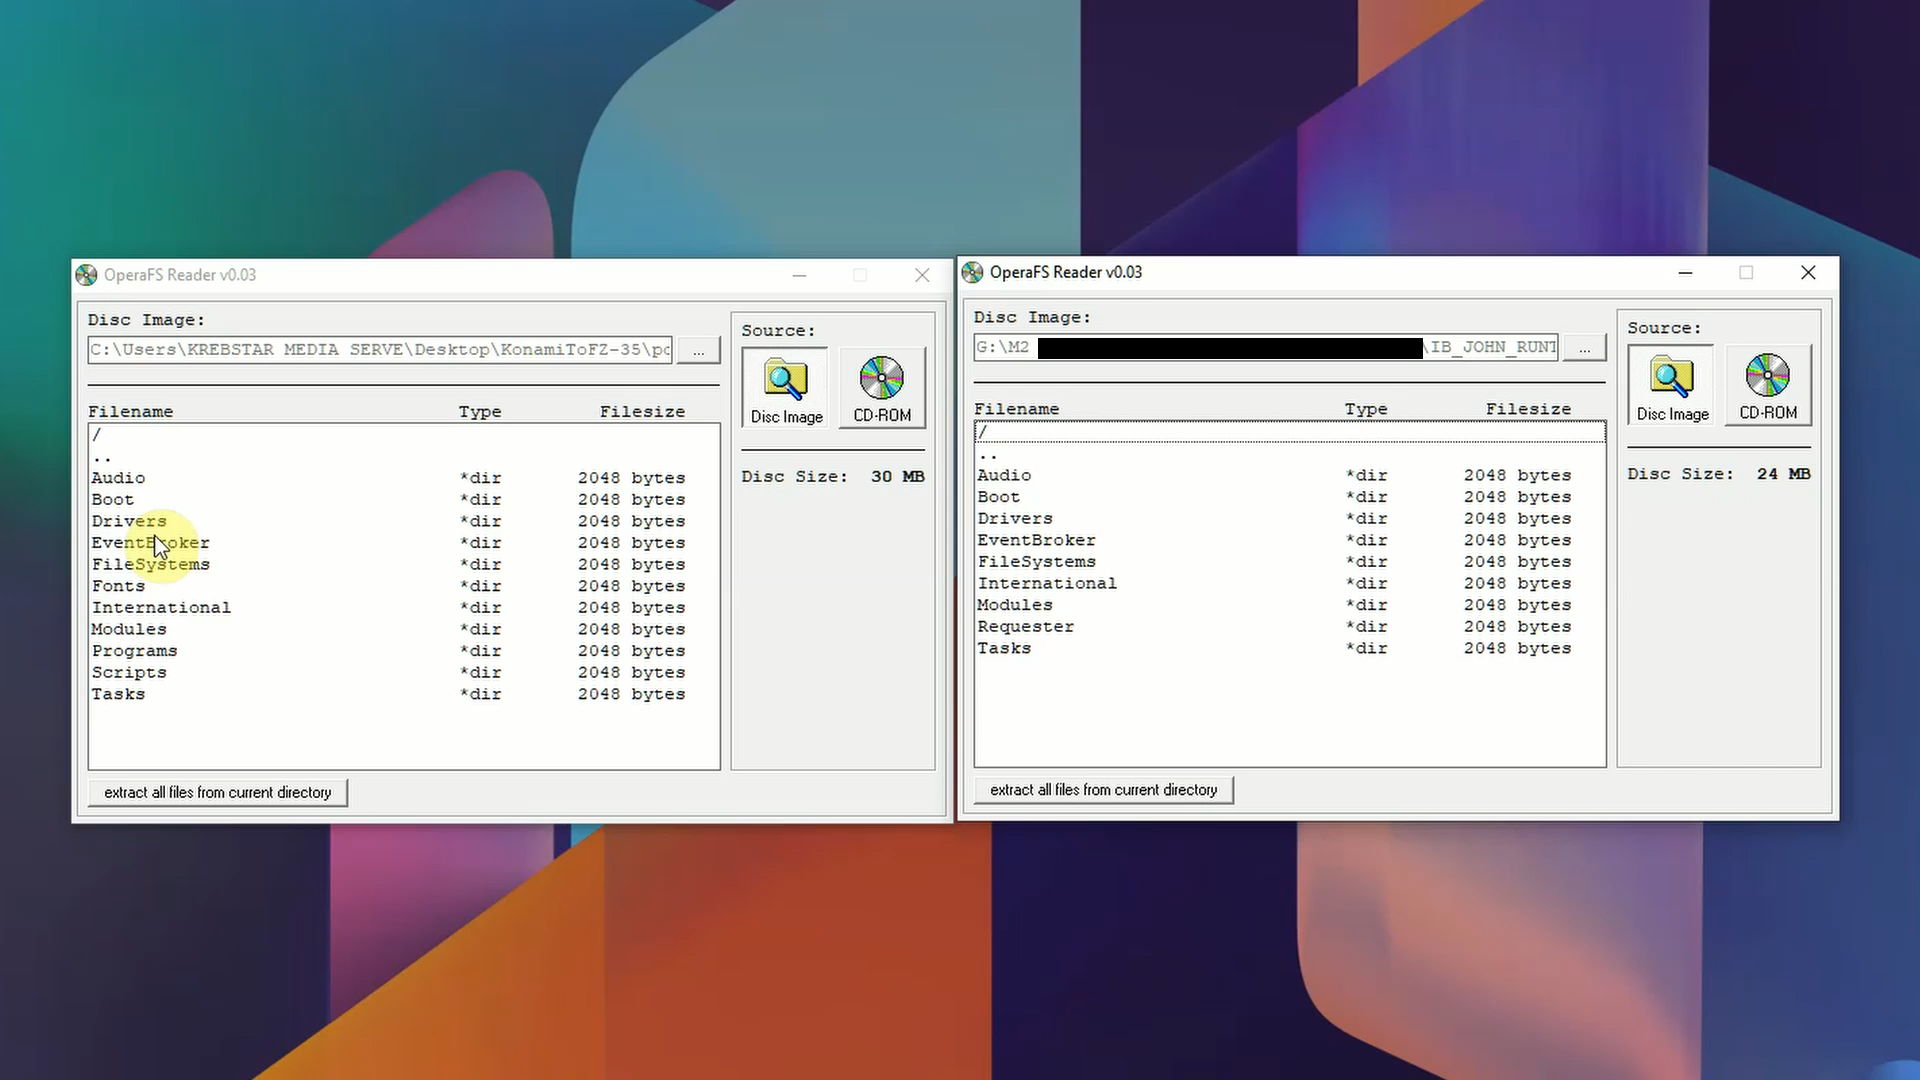 OperaFS Reader v0.03
Disc Image:
C:\Users\KREBSTAR MEDIA SERVE\Desktop\KonamiToFZ-35\po
...
Filename Type Filesize
/
..
Audio *dir 2048 bytes
Boot *dir 2048 bytes
Drivers *dir 2048 bytes
EventBroker *dir 2048 bytes
FileSystems *dir 2048 bytes
Fonts *dir 2048 bytes
International *dir 2048 bytes
Modules *dir 2048 bytes
Programs *dir 2048 bytes
Scripts *dir 2048 bytes
Tasks *dir 2048 bytes
extract all files from current directory
Source:
Disc Image CD-ROM
Disc Size: 30 MB
OperaFS Reader v0.03
Disc Image:
G:\M2 \IB_JOHN_RUNT
...
Filename Type Filesize
/
..
Audio *dir 2048 bytes
Boot *dir 2048 bytes
Drivers *dir 2048 bytes
EventBroker *dir 2048 bytes
FileSystems *dir 2048 bytes
International *dir 2048 bytes
Modules *dir 2048 bytes
Requester *dir 2048 bytes
Tasks *dir 2048 bytes
extract all files from current directory
Source:
Disc Image CD-ROM
Disc Size: 24 MB